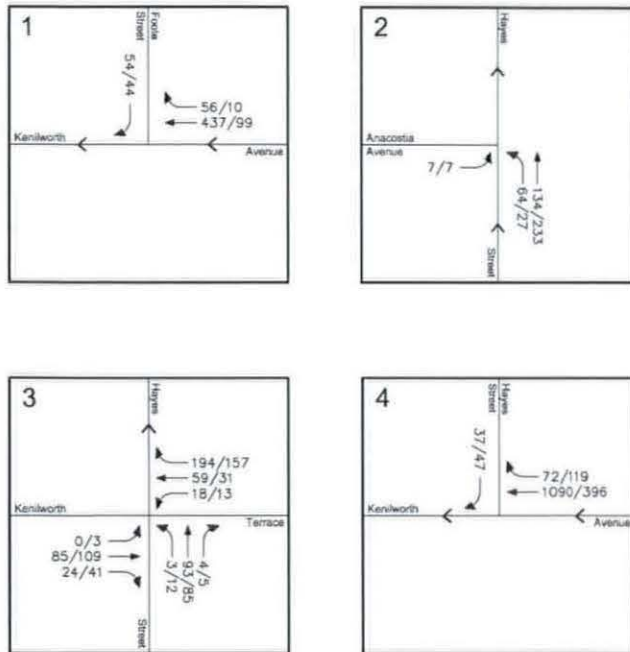 1
Street
Foote
54/44
56/10
437/99
Kenilworth
Avenue
2
Hayes
Anacostia
Avenue
7/7
64/27
134/233
Street
3
Hayes
194/157
59/31
18/13
Kenilworth
Terrace
0/3
85/109
24/41
3/12
93/85
4/5
Street
4
Street
Hayes
37/47
72/119
1090/396
Kenilworth
Avenue